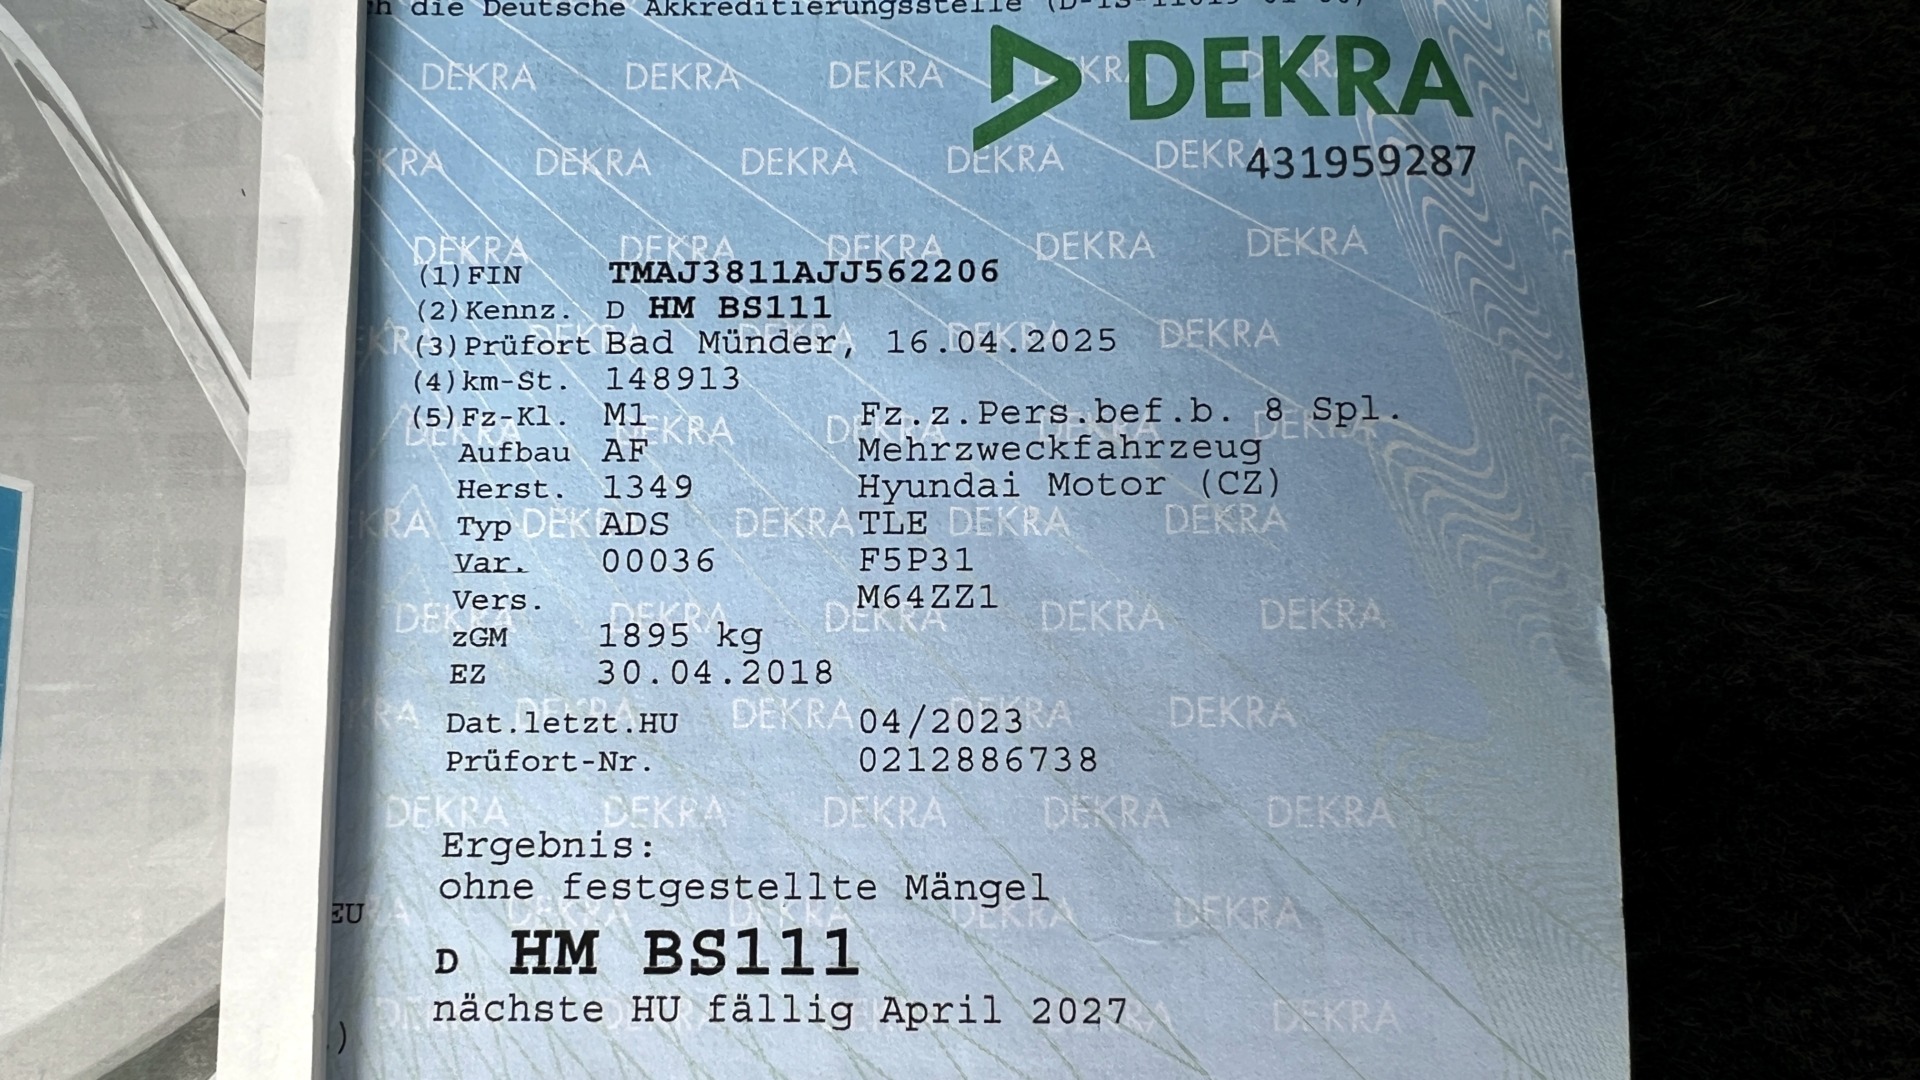 h die Deutsche Akkreditierungsstelle
DEKRA
431959287
(1) FIN TMAJ3811AJJ562206
(2) Kennz. D HM BS111
(3) Prüfort Bad Münder, 16.04.2025
(4) km-St. 148913
(5) Fz-Kl. M1 Fz.z.Pers.bef.b. 8 Spl.
Aufbau AF Mehrzweckfahrzeug
Herst. 1349 Hyundai Motor (CZ)
Typ ADS TLE
Var. 00036 F5P31
Vers. M64ZZ1
zGM 1895 kg
EZ 30.04.2018
Dat.letzt.HU 04/2023
Prüfort-Nr. 0212886738
Ergebnis:
ohne festgestellte Mängel
EU
D HM BS111
nächste HU fällig April 2027
)